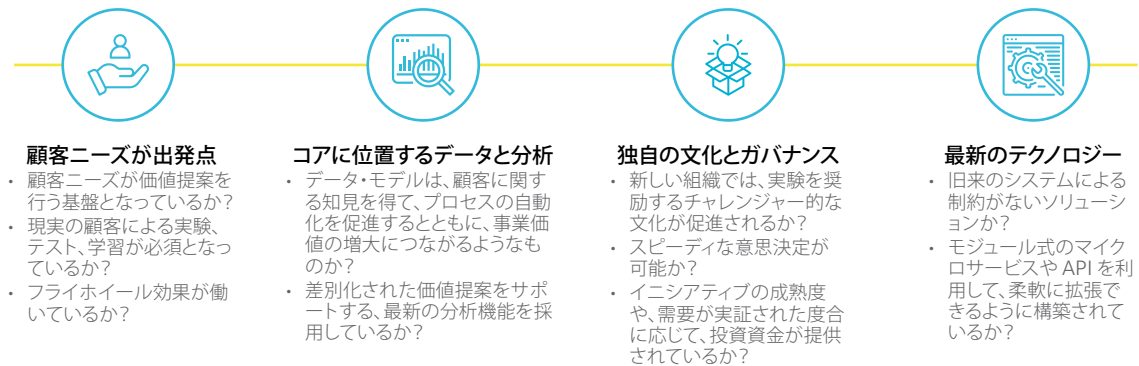 顧客ニーズが出発点
・ 顧客ニーズが価値提案を
行う基盤となっているか?
・ 現実の顧客による実験、
テスト、学習が必須となっ
ているか?
・ フライホイール効果が働
いているか?
コアに位置するデータと分析
・ データ・モデルは、顧客に関す
る知見を得て、プロセスの自動
化を促進するとともに、事業価
値の増大につながるようなも
のか?
・ 差別化された価値提案をサポ
ートする、最新の分析機能を採
用しているか?
独自の文化とガバナンス
・ 新しい組織では、実験を奨
励するチャレンジャー的な
文化が促進されるか?
・ スピーディな意思決定が
可能か?
・ イニシアティブの成熟度
や、需要が実証された度合
に応じて、投資資金が提供
されているか?
最新のテクノロジー
・ 旧来のシステムによる
制約がないソリューシ
ョンか?
・ モジュール式のマイク
ロサービスや API を利
用して、柔軟に拡張で
きるように構築されて
いるか?